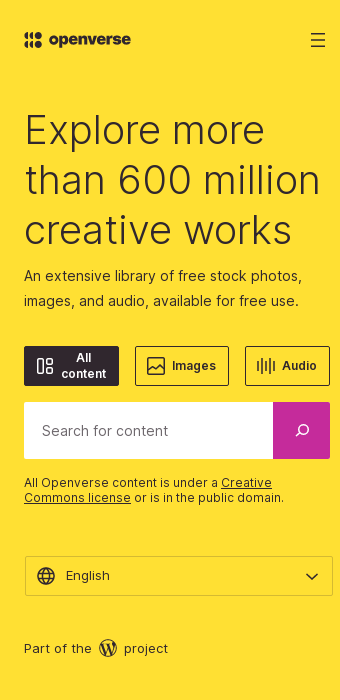 openverse
Explore more
than 600 million
creative works
An extensive library of free stock photos,
images, and audio, available for free use.
All
content
Images
Audio
Search for content
All Openverse content is under a Creative
Commons license or is in the public domain.
English
Part of the W project